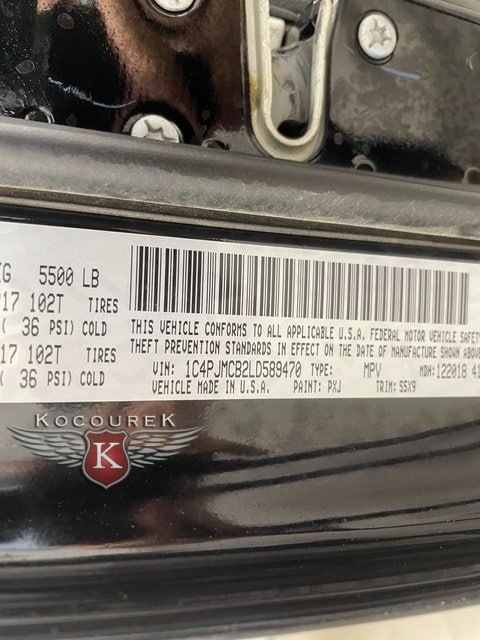 KG 5500 LB
17 102T TIRES
( 36 PSI) COLD
17 102T TIRES
( 36 PSI) COLD
THIS VEHICLE CONFORMS TO ALL APPLICABLE U.S.A. FEDERAL MOTOR VEHICLE SAFETY
THEFT PREVENTION STANDARDS IN EFFECT ON THE DATE OF MANUFACTURE SHOWN ABOVE
VIN: 1C4PJMCB2LD589470 TYPE: MPV MDH: 122018 41
VEHICLE MADE IN U.S.A. PAINT: PXJ TRIM: S5X9
KOCOUREK
K